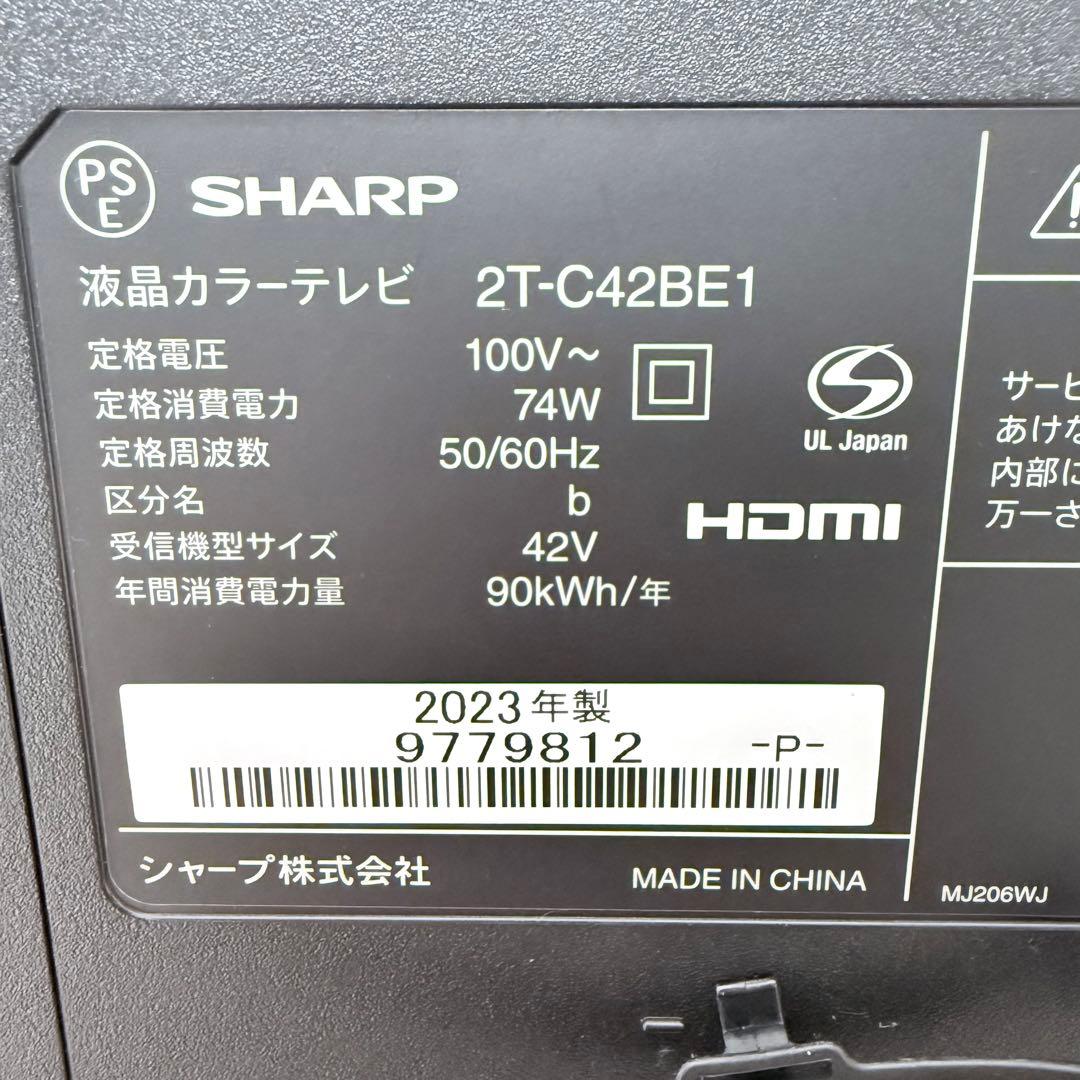 PS
E
SHARP
液晶カラーテレビ 2T-C42BE1
定格電圧 100V～
定格消費電力 74W
定格周波数 50/60Hz
区分名 b
受信機型サイズ 42V
年間消費電力量 90kWh/年
UL Japan
HDMI
2023年製
9779812 -P-
シャープ株式会社 MADE IN CHINA
!
サービ
あけな
内部に
万一さ
MJ206WJ